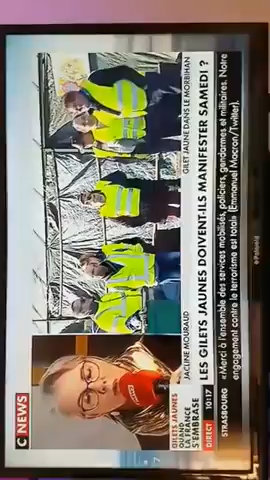 CNEWS
JACLINE MOURAUD
GILET JAUNE DANS LE MORBIHAN
GILETS JAUNES
QUAND
LA FRANCE
S'EMBRASE
LES GILETS JAUNES DOIVENT-ILS MANIFESTER SAMEDI ?
DIRECT 10:17
STRASBOURG
«Merci à l'ensemble des services mobilisés, policiers, gendarmes et militaires. Notre
engagement contre le terrorisme est total» (Emmanuel Macron/Twitter).